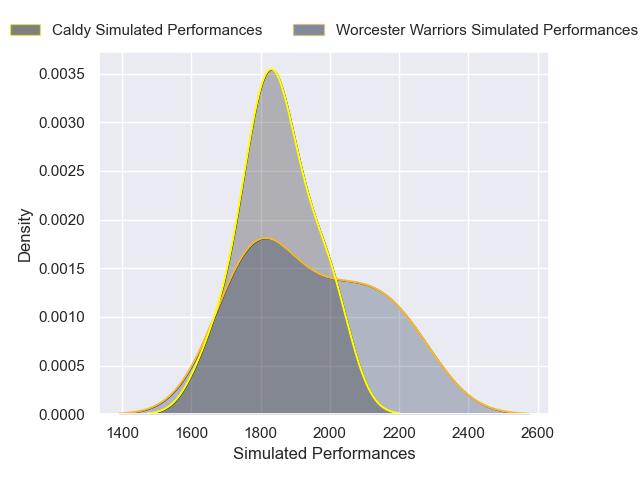 Caldy Simulated Performances
Worcester Warriors Simulated Performances
0.0035
0.0030
0.0025
0.0020
0.0015
0.0010
0.0005
0.0000
Density
1400 1600 1800 2000 2200 2400 2600
Simulated Performances